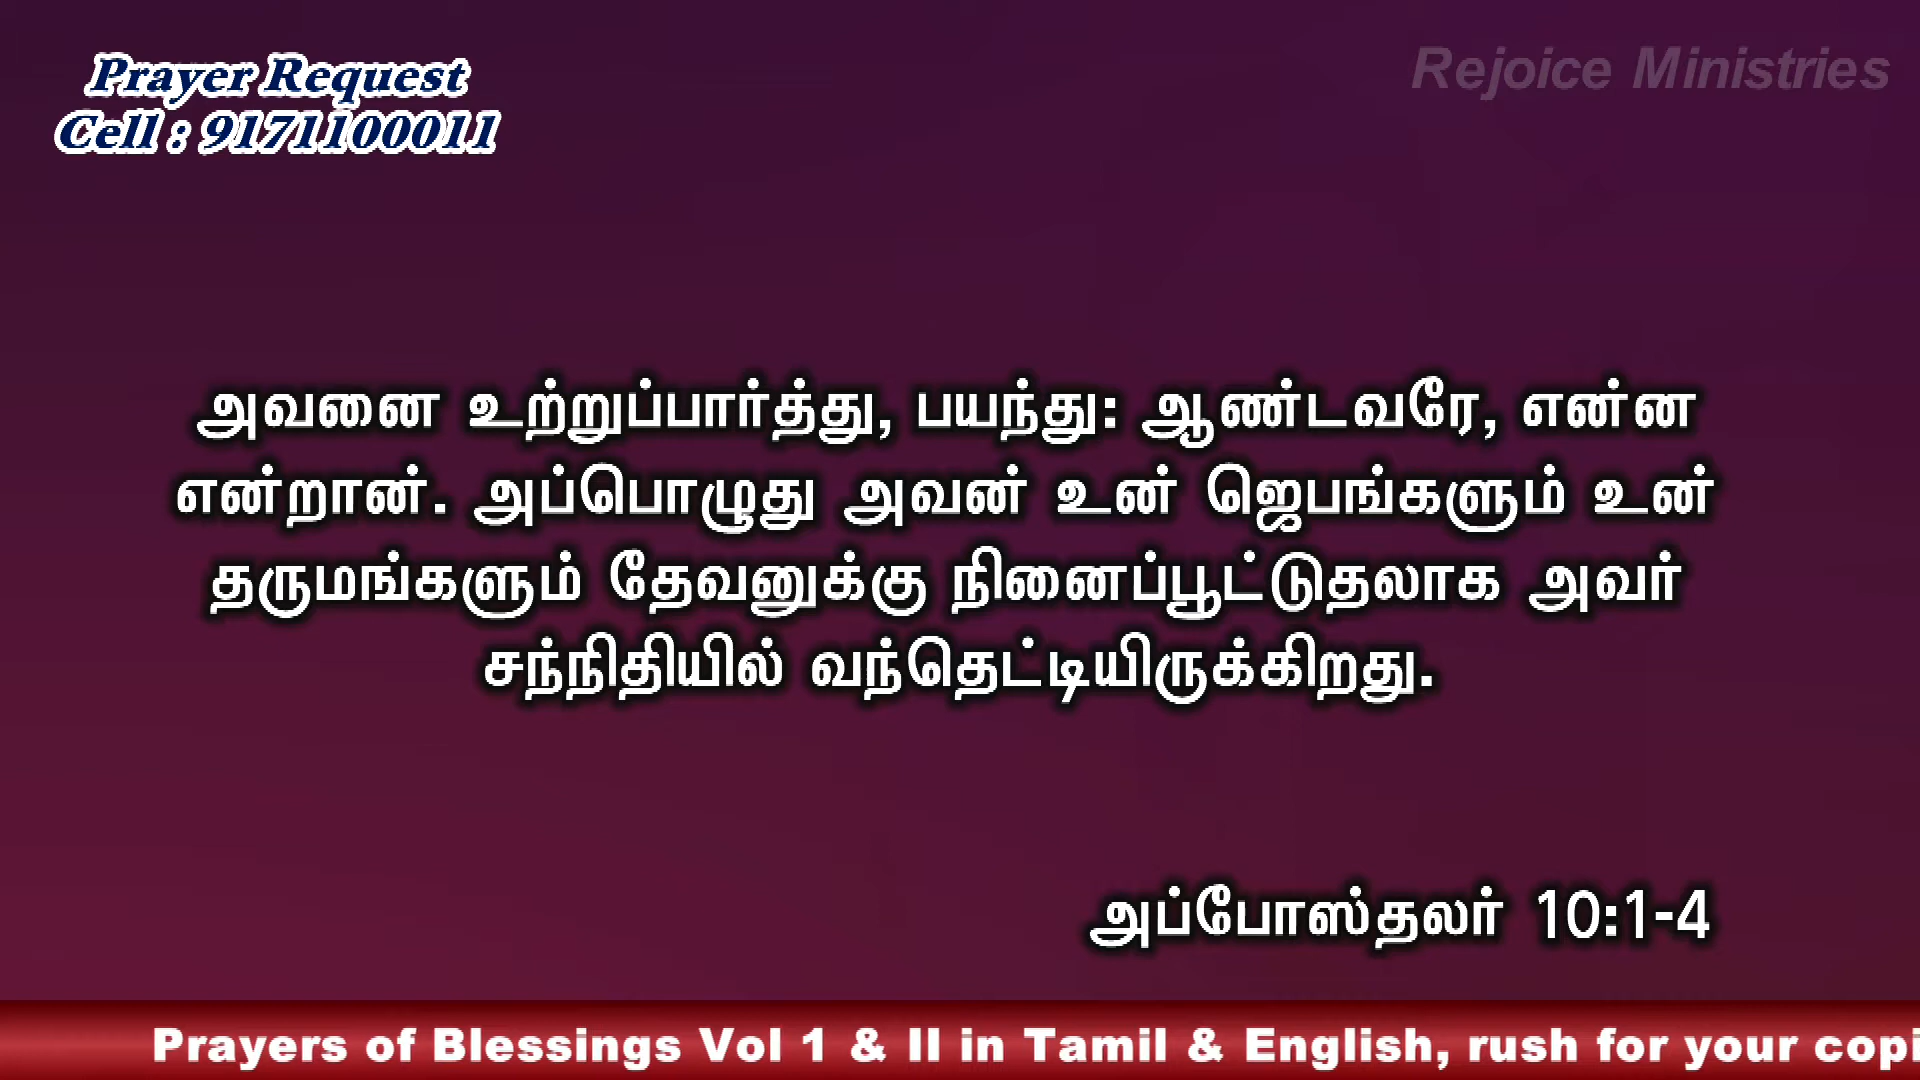 Prayer Request
Cell : 9171100011
Rejoice Ministries
அவனை உற்றுப்பார்த்து, பயந்து: ஆண்டவரே, என்ன
என்றான். அப்பொழுது அவன் உன் ஜெபங்களும் உன்
தருமங்களும் தேவனுக்கு நினைப்பூட்டுதலாக அவர்
சந்நிதியில் வந்தெட்டியிருக்கிறது.
அப்போஸ்தலர் 10:1-4
Prayers of Blessings Vol 1 & II in Tamil & English, rush for your copi